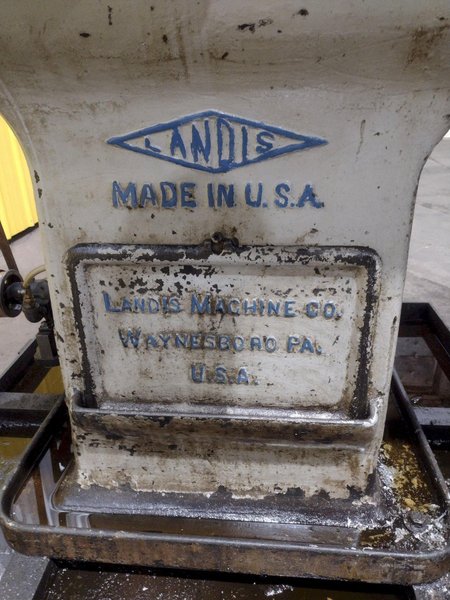 LANDIS
MADE IN U.S.A.
LANDIS MACHINE CO.
WAYNESBORO PA.
U.S.A.